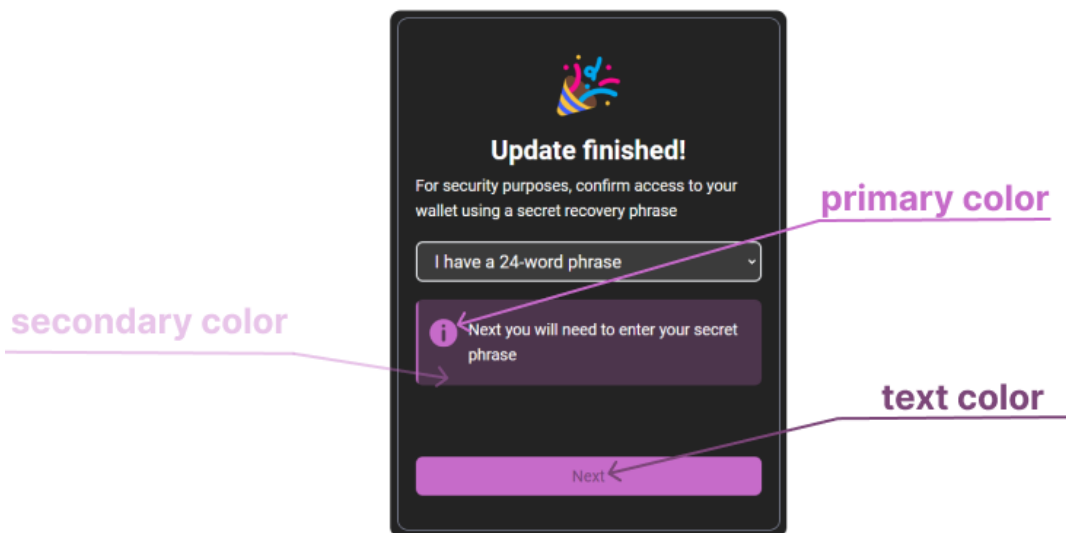 Update finished!
For security purposes, confirm access to your
wallet using a secret recovery phrase
primary color
I have a 24-word phrase
secondary color
Next you will need to enter your secret
phrase
text color
Next